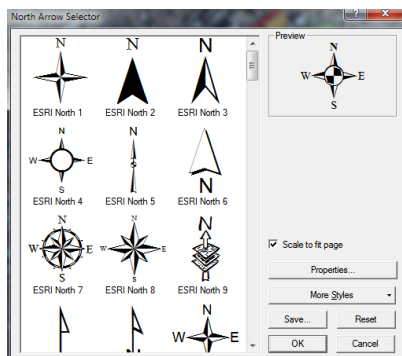 North Arrow Selector
N
N
N
ESRI North 1
ESRI North 2
ESRI North 3
N
W E
S
N
N
ESRI North 4
ESRI North 5
ESRI North 6
N
W E
S
N
W E
S
N
ESRI North 7
ESRI North 8
ESRI North 9
N
W E
Preview
N
W E
S
Scale to fit page
Properties...
More Styles
Save...
Reset
OK
Cancel